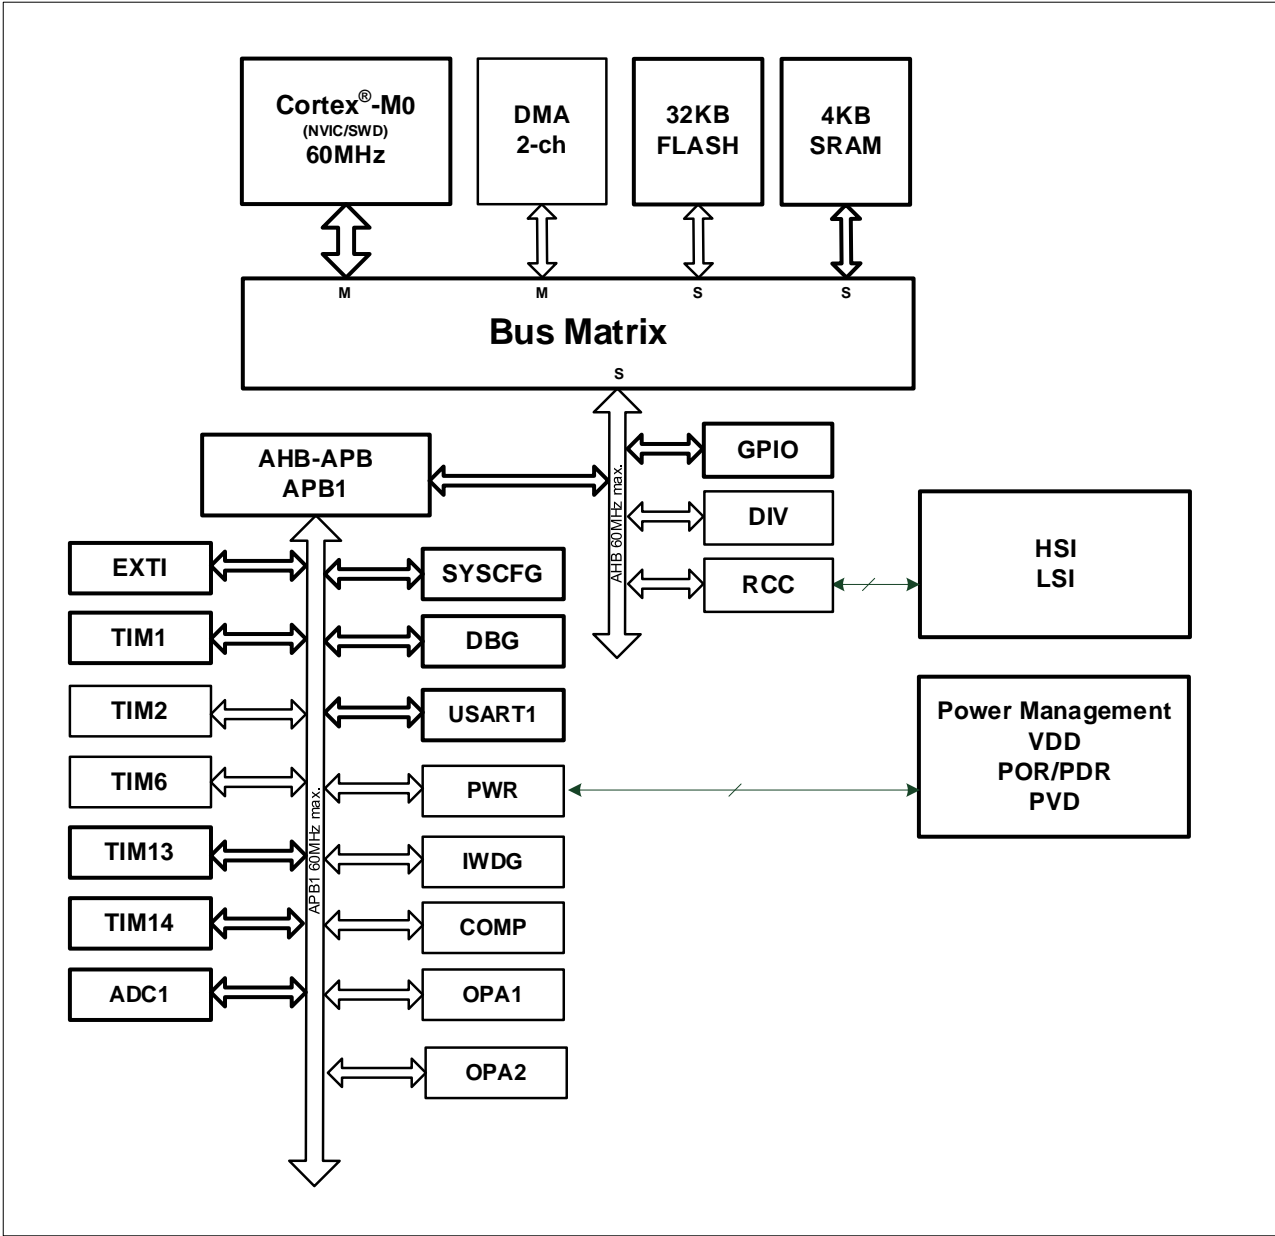 Cortex®-M0
(NVIC/SWD)
60MHz
DMA
2-ch
32KB
FLASH
4KB
SRAM
M
M
S
S
Bus Matrix
S
AHB-APB
APB1
AHB 60MHz max.
GPIO
DIV
RCC
HSI
LSI
EXTI
TIM1
TIM2
TIM6
TIM13
TIM14
ADC1
APB1 60MHz max.
SYSCFG
DBG
USART1
PWR
IWDG
COMP
OPA1
OPA2
Power Management
VDD
POR/PDR
PVD